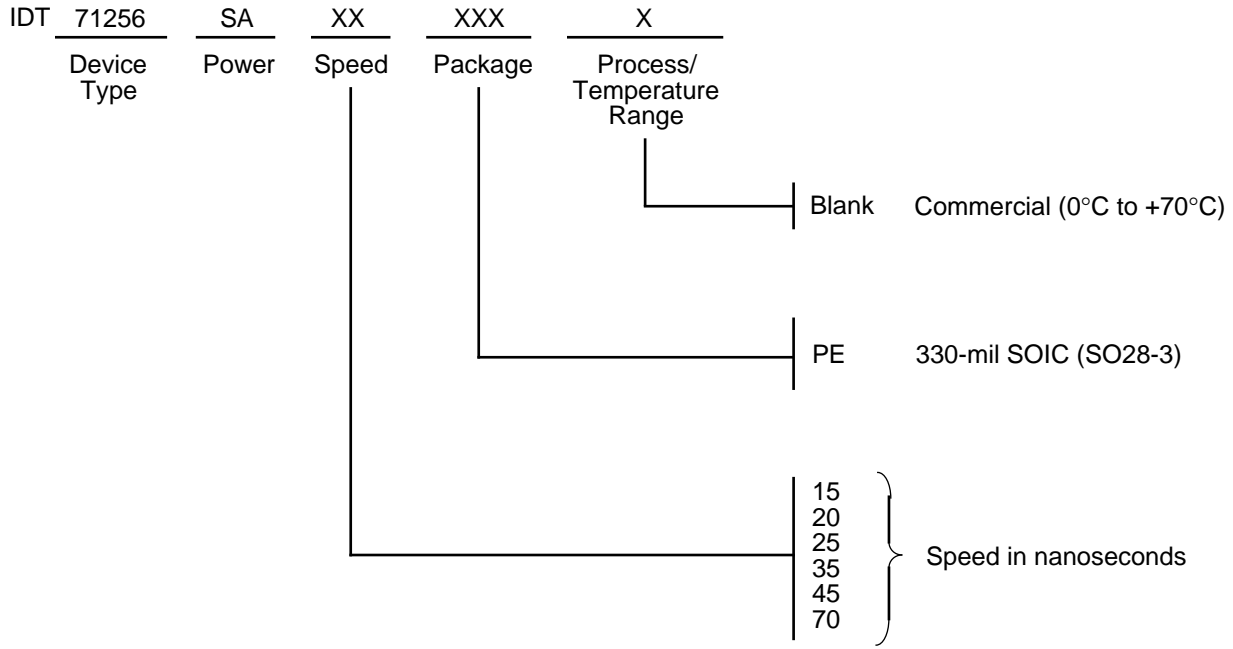 IDT 71256 SA XX XXX X
Device Type Power Speed Package Process/ Temperature Range
Blank Commercial (0°C to +70°C)
PE 330-mil SOIC (SO28-3)
15
20
25
35
45
70
Speed in nanoseconds